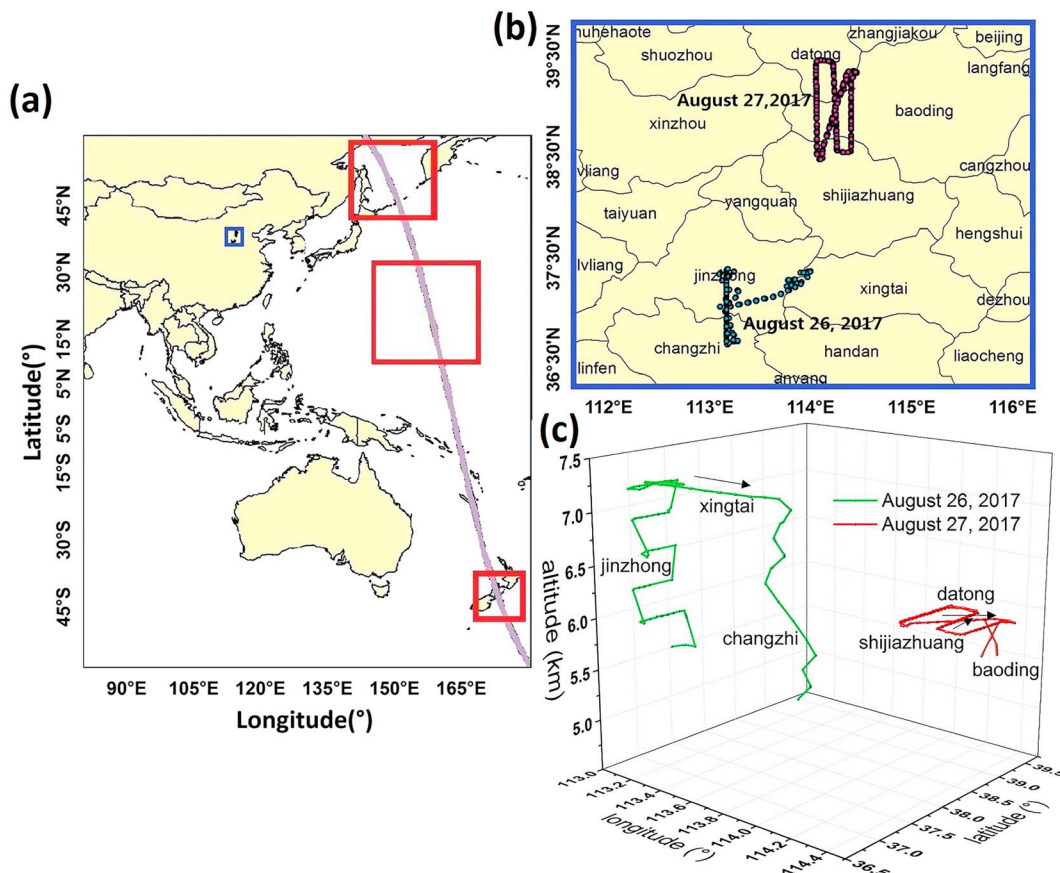 (a)
45°N
30°N
15°N
5°N
5°S
15°S
30°S
45°S
Latitude(°)
90°E 105°E 120°E 135°E 150°E 165°E
Longitude(°)
(b)
39°30'N
38°30'N
37°30'N
36°30'N
huhehaote
zhangjiakou
beijing
shuozhou
datong
langfang
August 27,2017
baoding
xinzhou
cangzhou
lvliang
shijiazhuang
taiyuan
yangquan
hengshui
lvliang
jinzhong
xingtai
dezhou
August 26, 2017
changzhi
handan
liaocheng
linfen
anyang
112°E 113°E 114°E 115°E 116°E
(c)
7.5
7.0
6.5
6.0
5.5
5.0
altitude (km)
August 26, 2017
August 27, 2017
xingtai
jinzhong
datong
changzhi
shijiazhuang
baoding
113.0 113.2 113.4 113.6 113.8 114.0 114.2 114.4
longitude (°)
36.5 37.0 37.5 38.0 38.5 39.0 39.5
latitude (°)